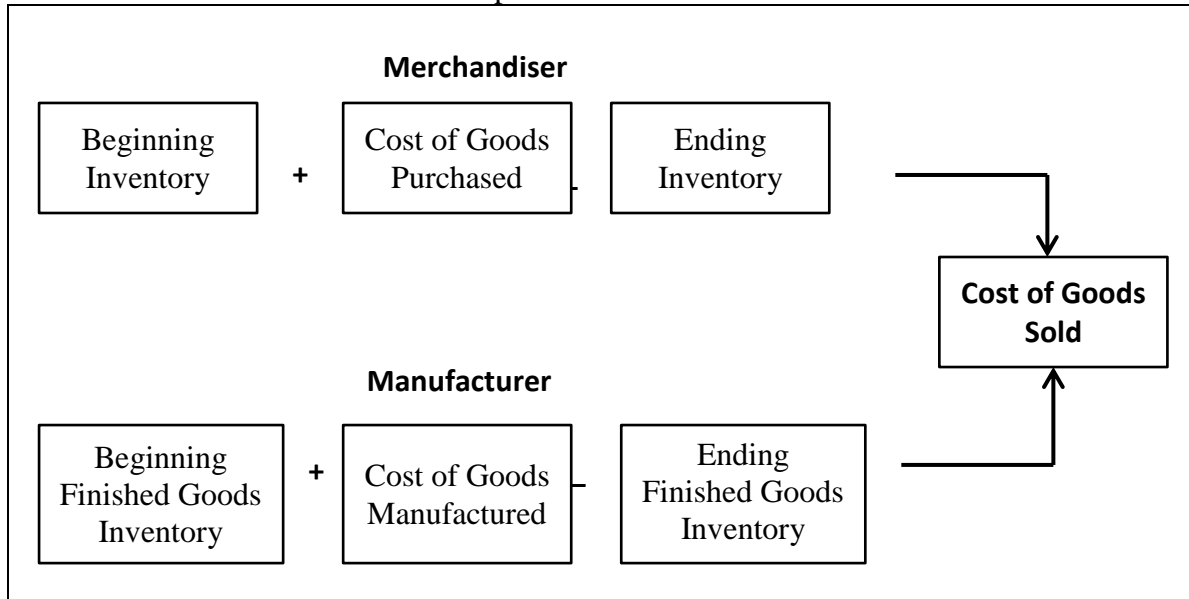 Merchandiser
Beginning
Inventory
+
Cost of Goods
Purchased
-
Ending
Inventory
Cost of Goods
Sold
Manufacturer
Beginning
Finished Goods
Inventory
+
Cost of Goods
Manufactured
-
Ending
Finished Goods
Inventory